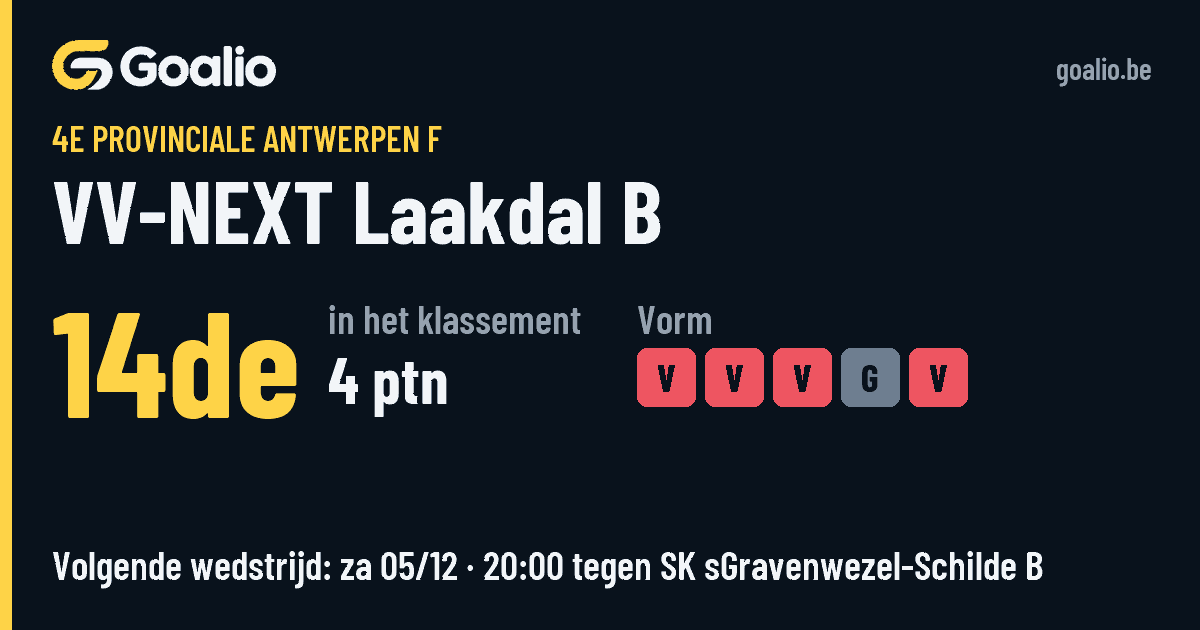 Goalio
goalio.be
4E PROVINCIALE ANTWERPEN F
VV-NEXT Laakdal B
14de
in het klassement
4 ptn
Vorm
V V V G V
Volgende wedstrijd: za 05/12 · 20:00 tegen SK sGravenwezel-Schilde B